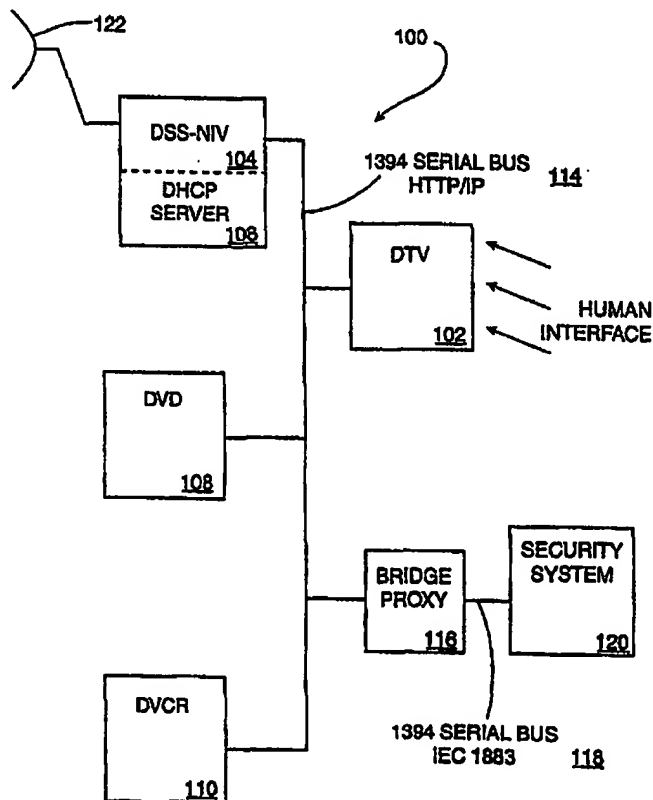 122
100
DSS-NIV
104
DHCP
SERVER
106
1394 SERIAL BUS
HTTP/IP 114
DTV
102
HUMAN
INTERFACE
DVD
108
BRIDGE
PROXY
116
SECURITY
SYSTEM
120
1394 SERIAL BUS
IEC 1883 118
DVCR
110